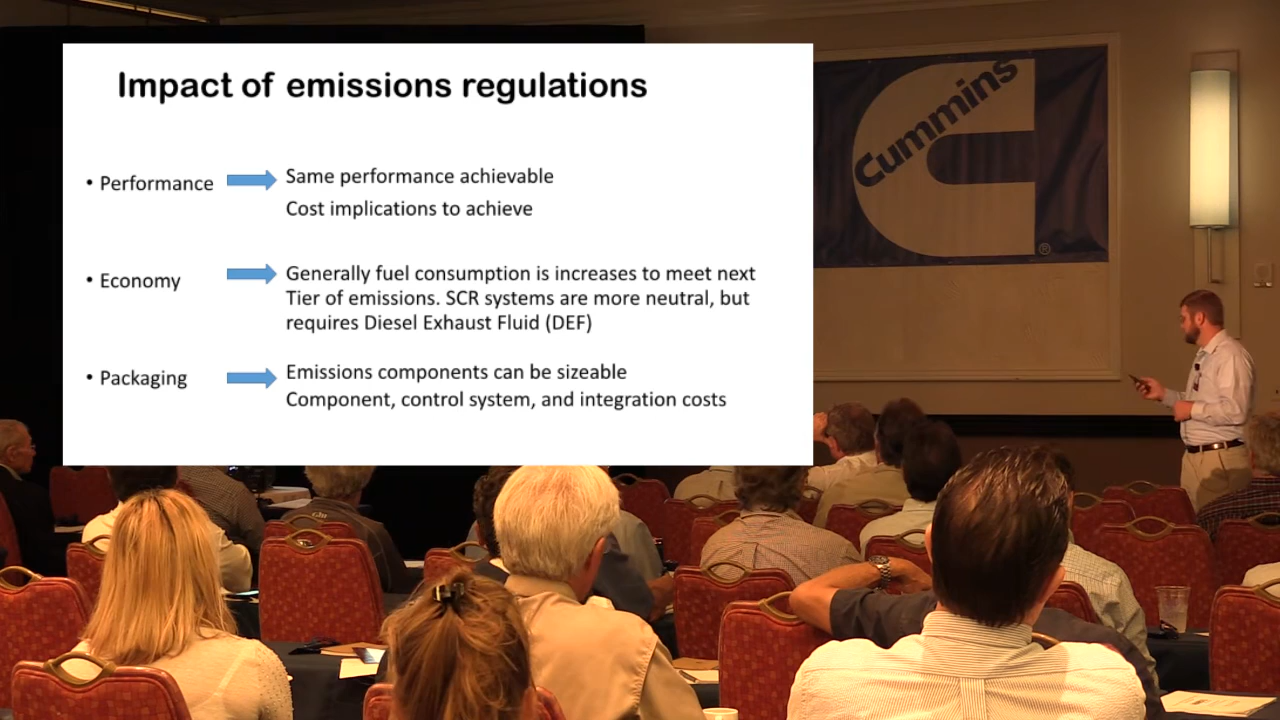 Impact of emissions regulations
• Performance
Same performance achievable
Cost implications to achieve
• Economy
Generally fuel consumption is increases to meet next
Tier of emissions. SCR systems are more neutral, but
requires Diesel Exhaust Fluid (DEF)
• Packaging
Emissions components can be sizeable
Component, control system, and integration costs
Cummins
®